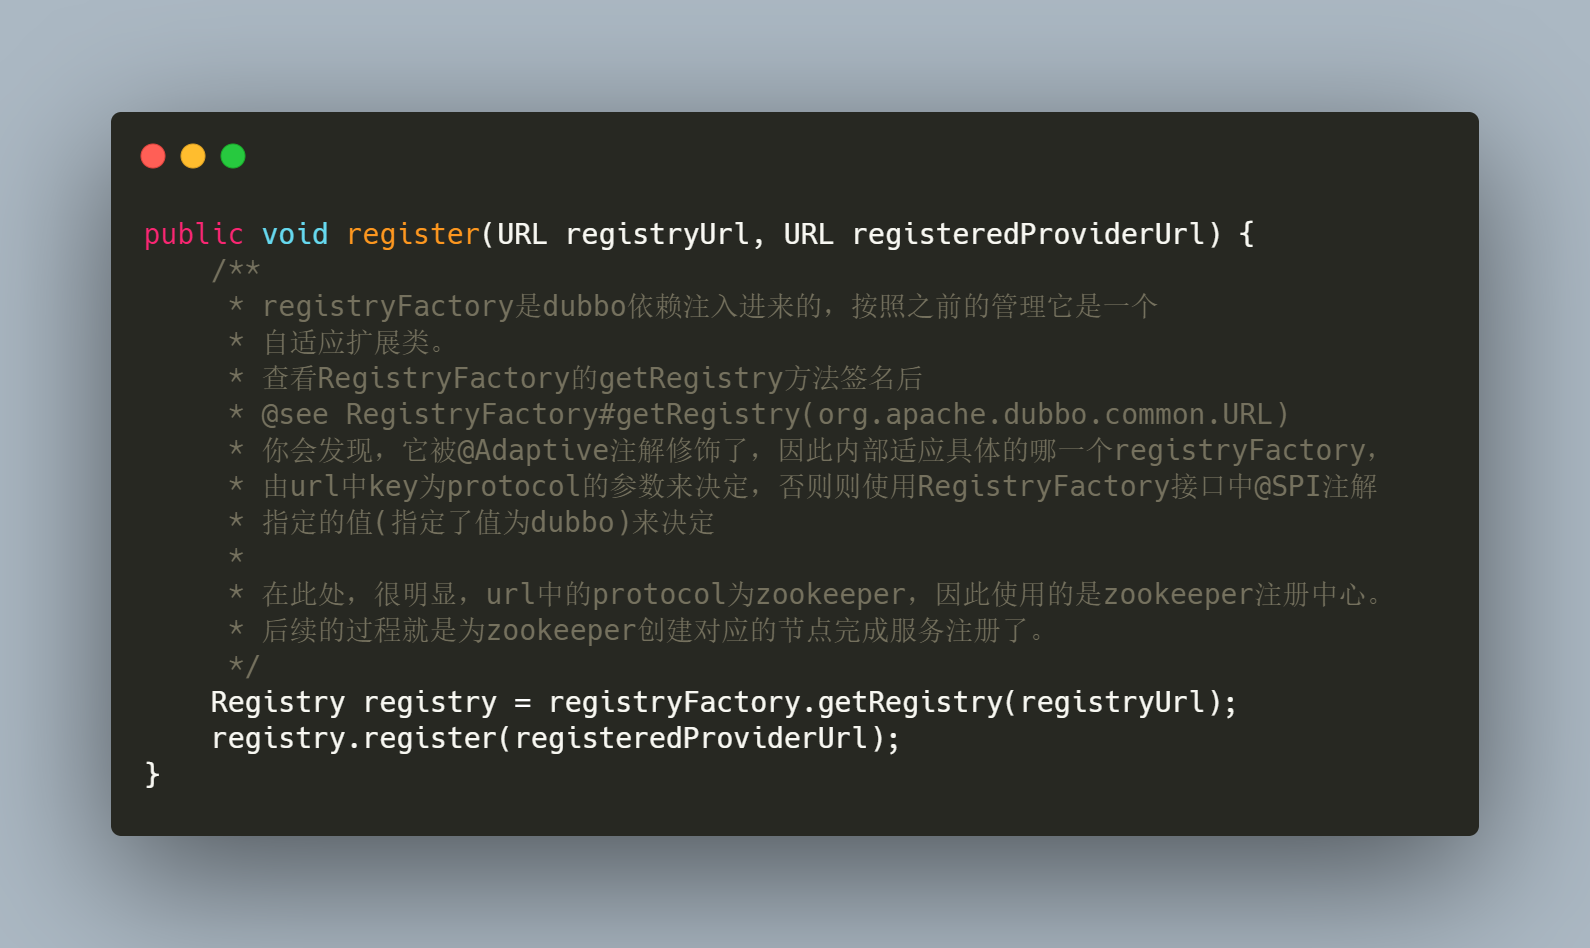 public void register(URL registryUrl, URL registeredProviderUrl) {
    /**
     * registryFactory是dubbo依赖注入进来的，按照之前的管理它是一个
     * 自适应扩展类。
     * 查看RegistryFactory的getRegistry方法签名后
     * @see RegistryFactory#getRegistry(org.apache.dubbo.common.URL)
     * 你会发现，它被@Adaptive注解修饰了，因此内部适应具体的哪一个registryFactory，
     * 由url中key为protocol的参数来决定，否则则使用RegistryFactory接口中@SPI注解
     * 指定的值(指定了值为dubbo)来决定
     *
     * 在此处，很明显，url中的protocol为zookeeper，因此使用的是zookeeper注册中心。
     * 后续的过程就是为zookeeper创建对应的节点完成服务注册了。
     */
    Registry registry = registryFactory.getRegistry(registryUrl);
    registry.register(registeredProviderUrl);
}